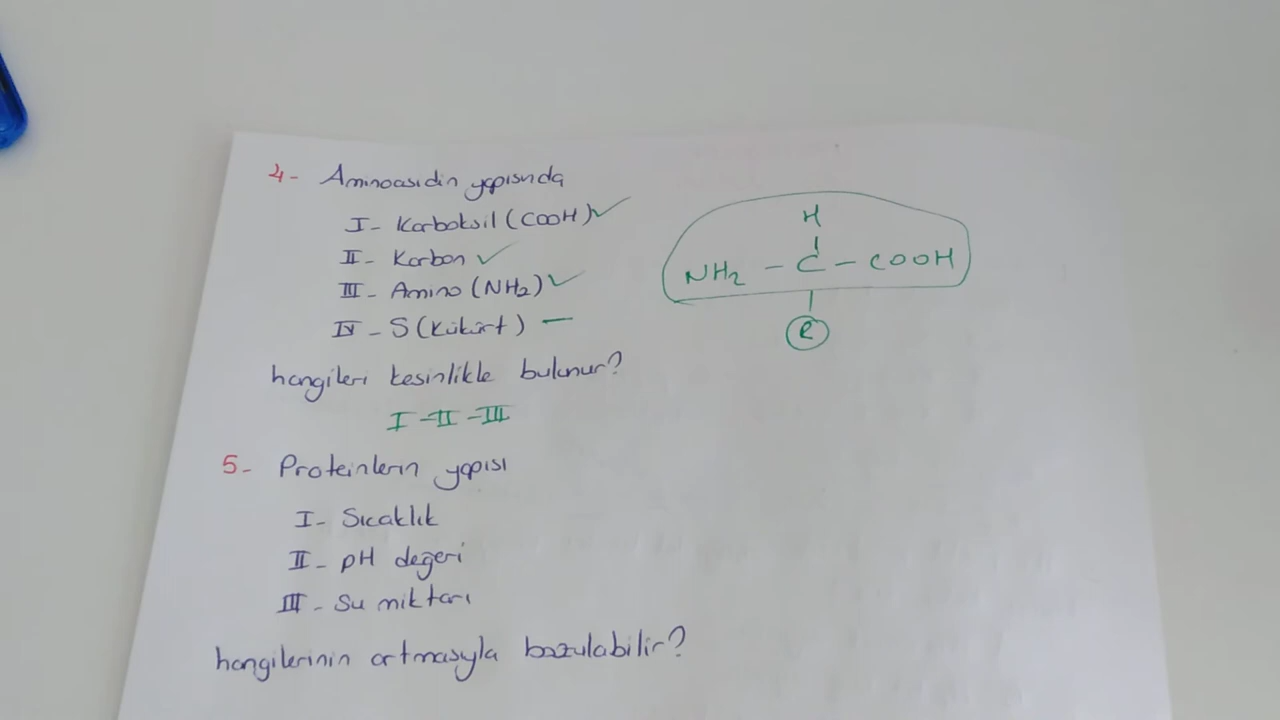 4- Aminoasidin yapısında
I- Karboksil (COOH) ✓
II- Karbon ✓
III- Amino (NH2) ✓
IV- S (Kükürt) —
hangileri kesinlikle bulunur?
I-II-III
H
NH2 - C - COOH
R
5- Proteinlerin yapısı
I- Sıcaklık
II- pH değeri
III- Su miktarı
hangilerinin artmasıyla bozulabilir?